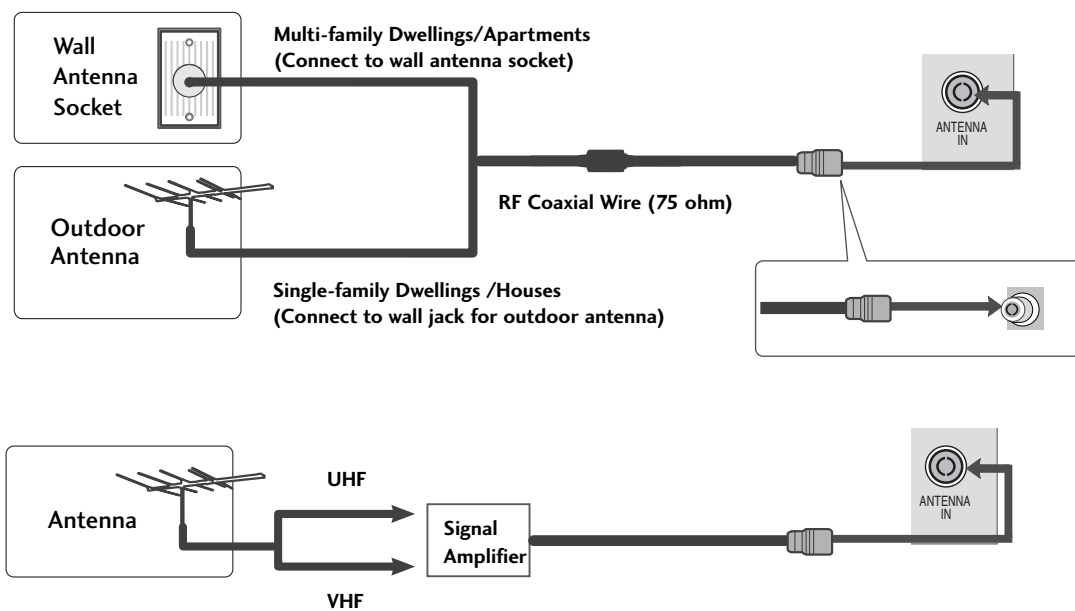 Wall
Antenna
Socket
Multi-family Dwellings/Apartments
(Connect to wall antenna socket)
ANTENNA
IN
RF Coaxial Wire (75 ohm)
Outdoor
Antenna
Single-family Dwellings /Houses
(Connect to wall jack for outdoor antenna)
Antenna
UHF
VHF
Signal
Amplifier
ANTENNA
IN